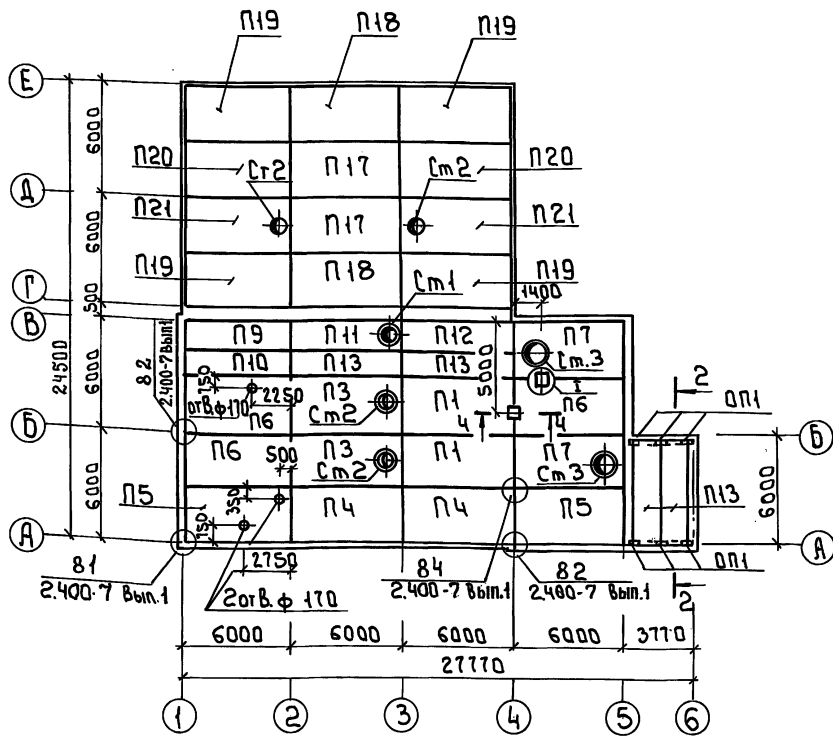 П19 П18 П19
Е
6000
П20 П17 П20
Ст2 Ст2
Д
П21 П17 П21
6000
П19 П18 П19
Г
Ст1
1400
500
В
24500
82
2.400-7 Вып.1
П9 П11 П12 П7
Ст.3
6000
П10 П13 П13
5000
I
2
750
отв.ф170
2250
П3
Ст2
П1
П6
ОП1
П6
4 4
Б
Б
П6
500
П3
Ст2
П1
П7
Ст3
6000
П5
350
150
П4 П4 П5
П13
6000
А
А
81
2.400-7 Вып.1
2750
2отв.ф 170
84
2.400-7 Вып.1
82
2.400-7 Вып.1
ОП1
2
6000 6000 6000 6000 3770
27770
1 2 3 4 5 6